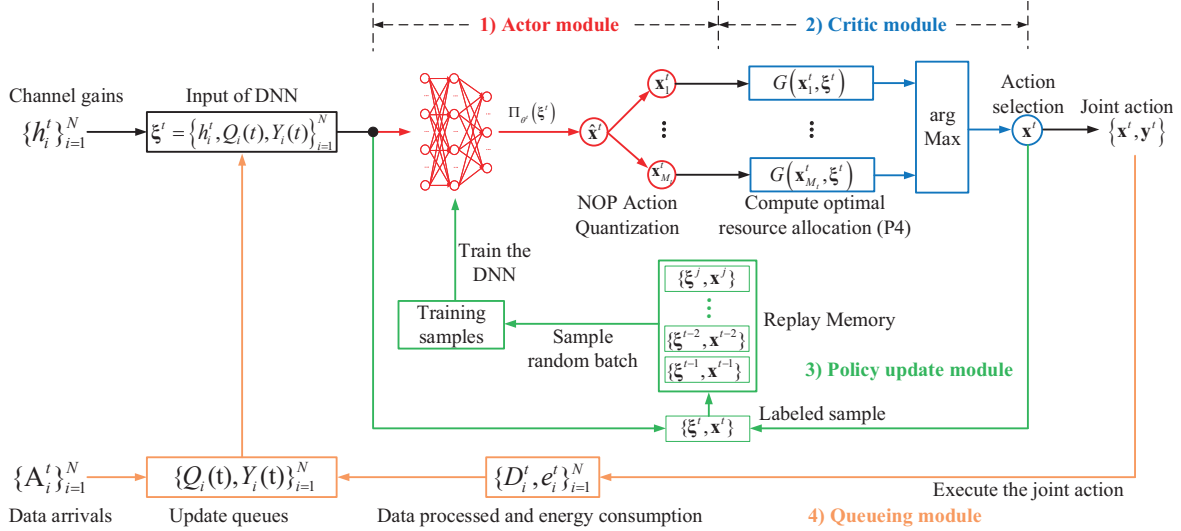 1) Actor module
2) Critic module
Channel gains
{h_i^t}_{i=1}^N
Input of DNN
ξ^t = {h_i^t, Q_i(t), Y_i(t)}_{i=1}^N
Π_{θ^t}(ξ^t)
x̂^t
x_1^t
⋮
x_{M_t}^t
NOP Action
Quantization
G(x_1^t, ξ^t)
⋮
G(x_{M_t}^t, ξ^t)
Compute optimal
resource allocation (P4)
arg
Max
Action
selection
x^t
Joint action
{x^t, y^t}
Train the
DNN
Training
samples
Sample
random batch
{ξ^j, x^j}
⋮
{ξ^{t-2}, x^{t-2}}
{ξ^{t-1}, x^{t-1}}
Replay Memory
3) Policy update module
{ξ^t, x^t}
Labeled sample
{A_i^t}_{i=1}^N
Data arrivals
{Q_i(t), Y_i(t)}_{i=1}^N
Update queues
{D_i^t, e_i^t}_{i=1}^N
Data processed and energy consumption
Execute the joint action
4) Queueing module